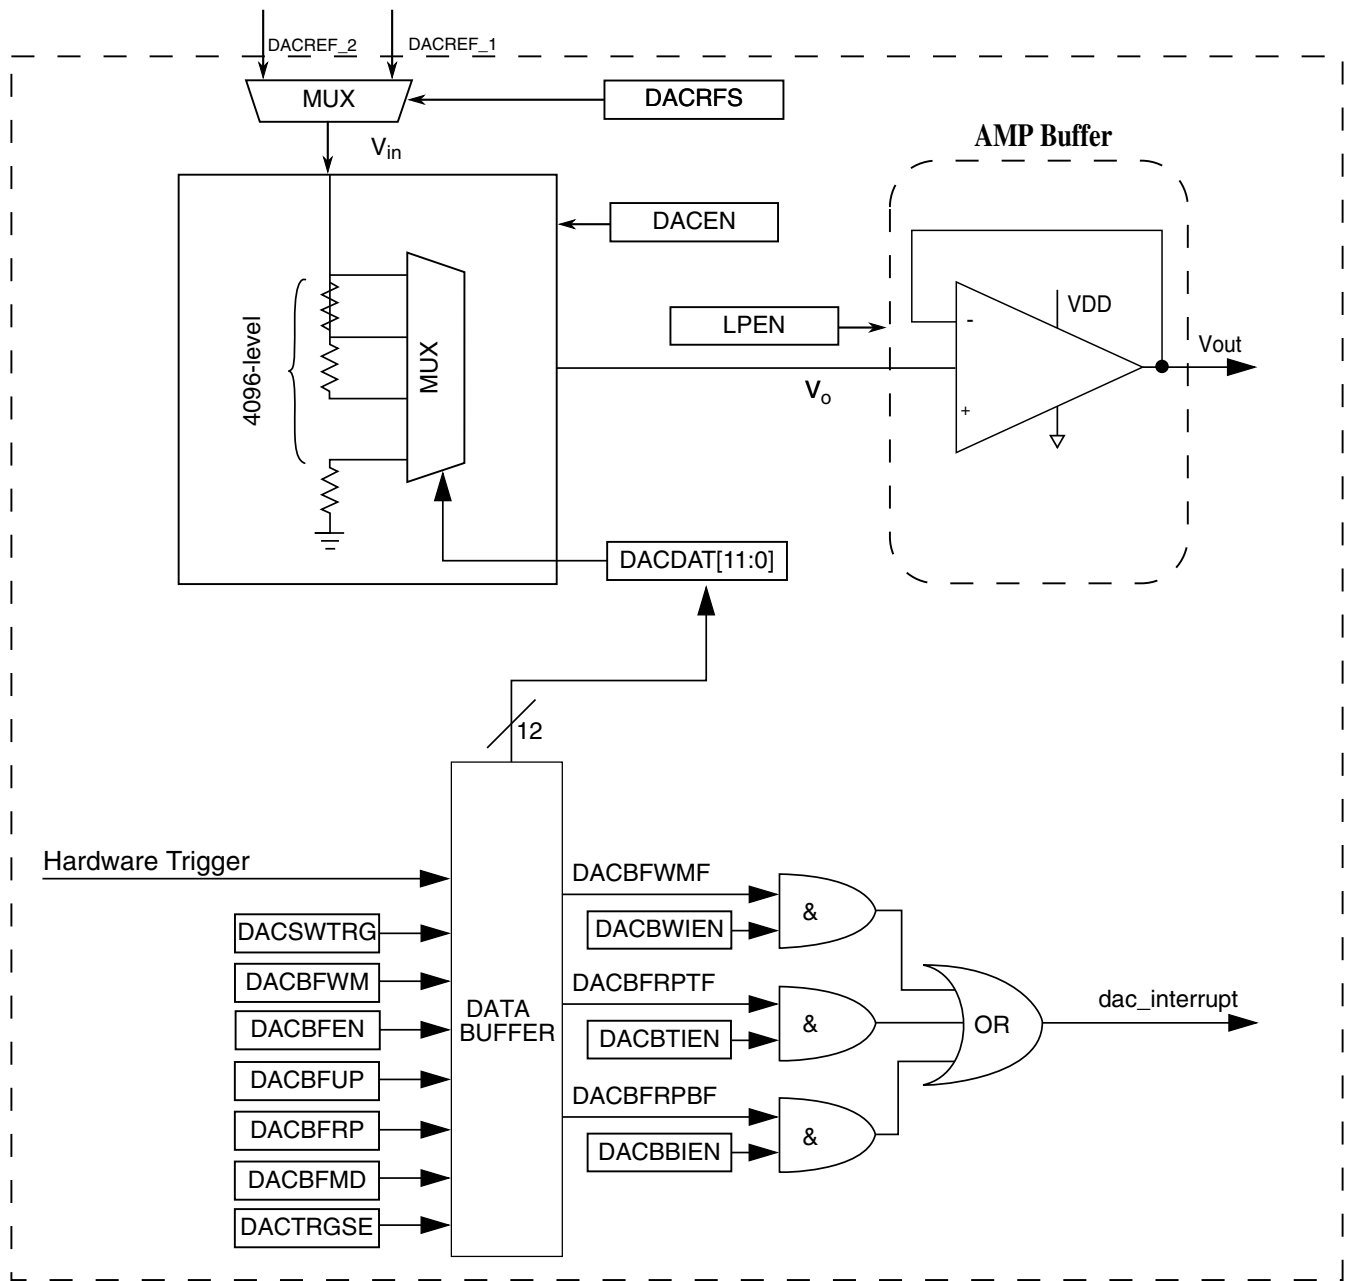 DACREF_2
DACREF_1
MUX
DACRFS
Vin
AMP Buffer
DACEN
LPEN
VDD
-
+
Vout
4096-level
MUX
Vo
DACDAT[11:0]
12
Hardware Trigger
DACSWTRG
DACBFWM
DACBFEN
DACBFUP
DACBFRP
DACBFMD
DACTRGSE
DATA
BUFFER
DACBFWMF
DACBWIEN
&
DACBFRPTF
DACBTIEN
&
DACBFRPBF
DACBBIEN
&
OR
dac_interrupt